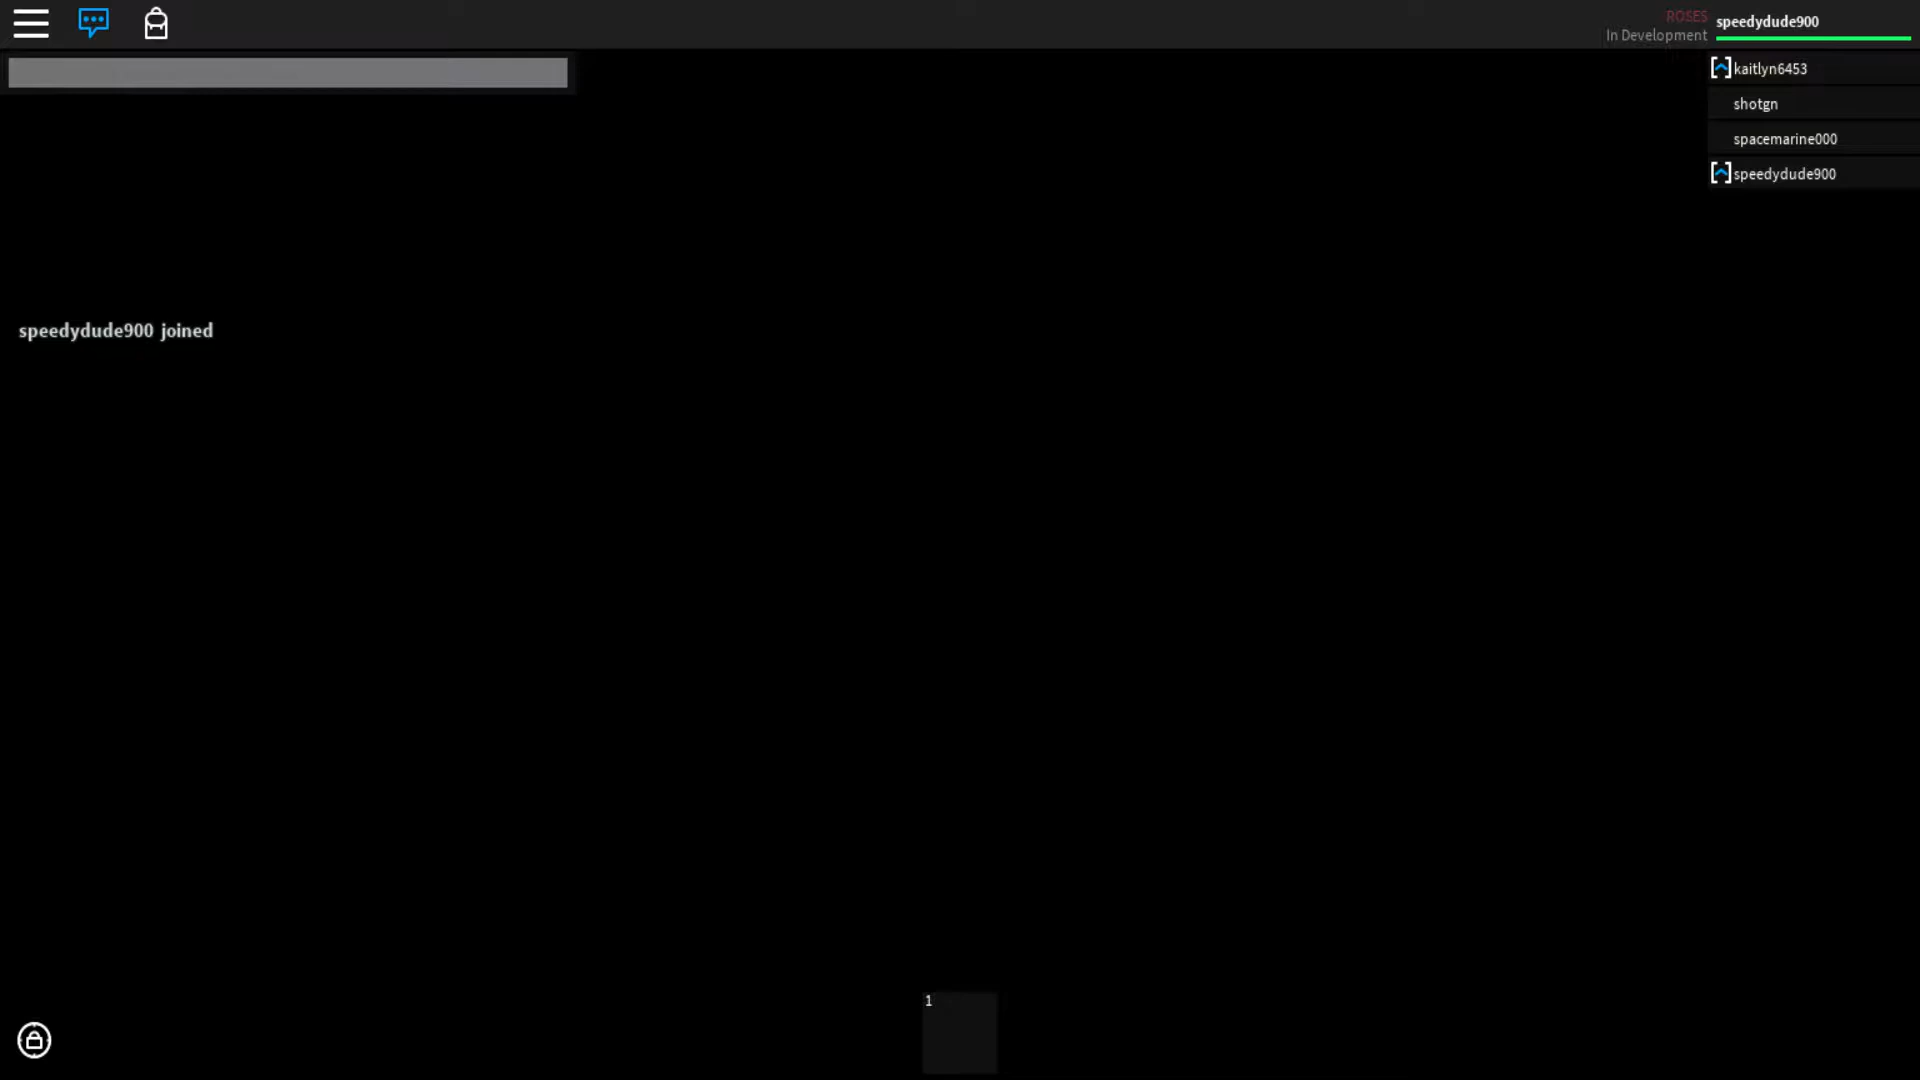 ROSES
In Development
speedydude900
kaitlyn6453
shotgn
spacemarine000
speedydude900
speedydude900 joined
1